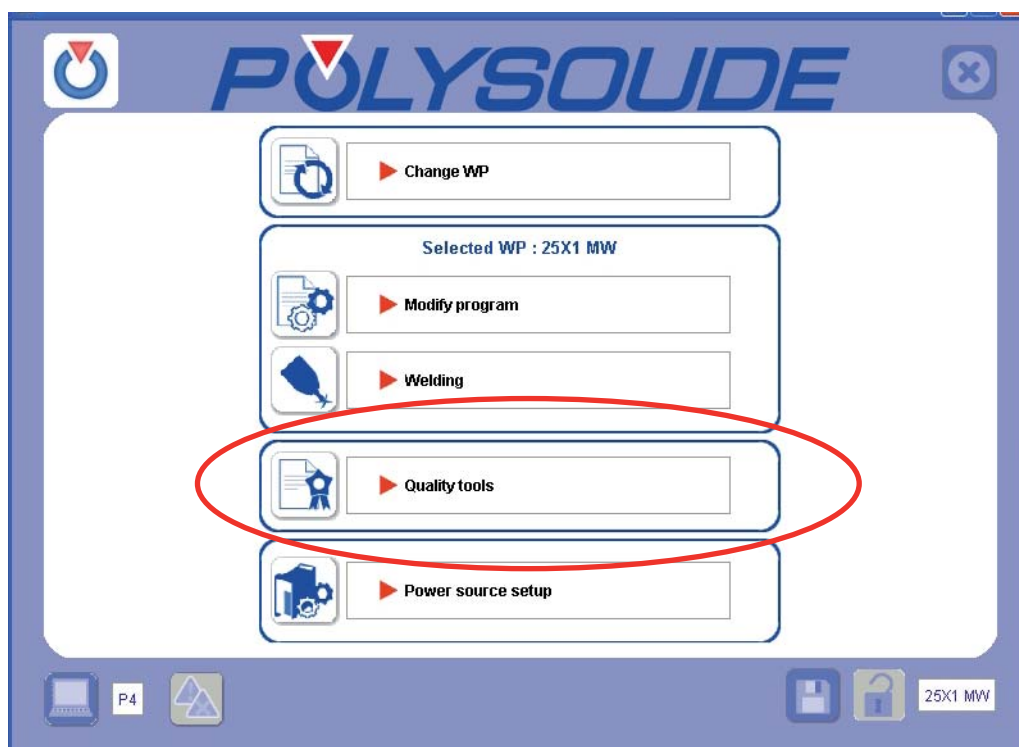 POLYSOUDE
Change WP
Selected WP : 25X1 MW
Modify program
Welding
Quality tools
Power source setup
P4
25X1 MW